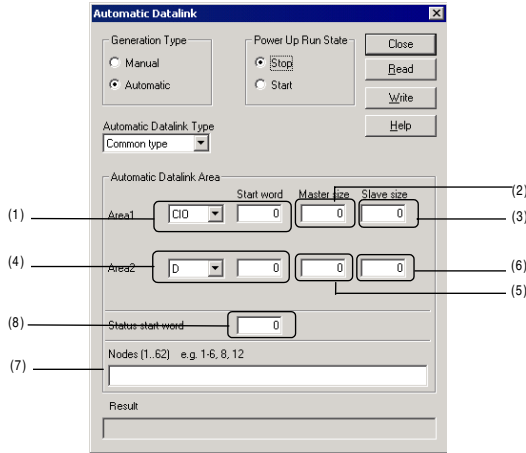 Automatic Datalink
Generation Type
Manual
Automatic
Power Up Run State
Stop
Start
Close
Read
Write
Help
Automatic Datalink Type
Common type
Automatic Datalink Area
Start word Master size Slave size
(1) Area1 CIO 0 0 0 (2) (3)
(4) Area2 D 0 0 0 (5) (6)
(8) Status start word 0
Nodes (1..62) e.g. 1-6, 8, 12
(7)
Result